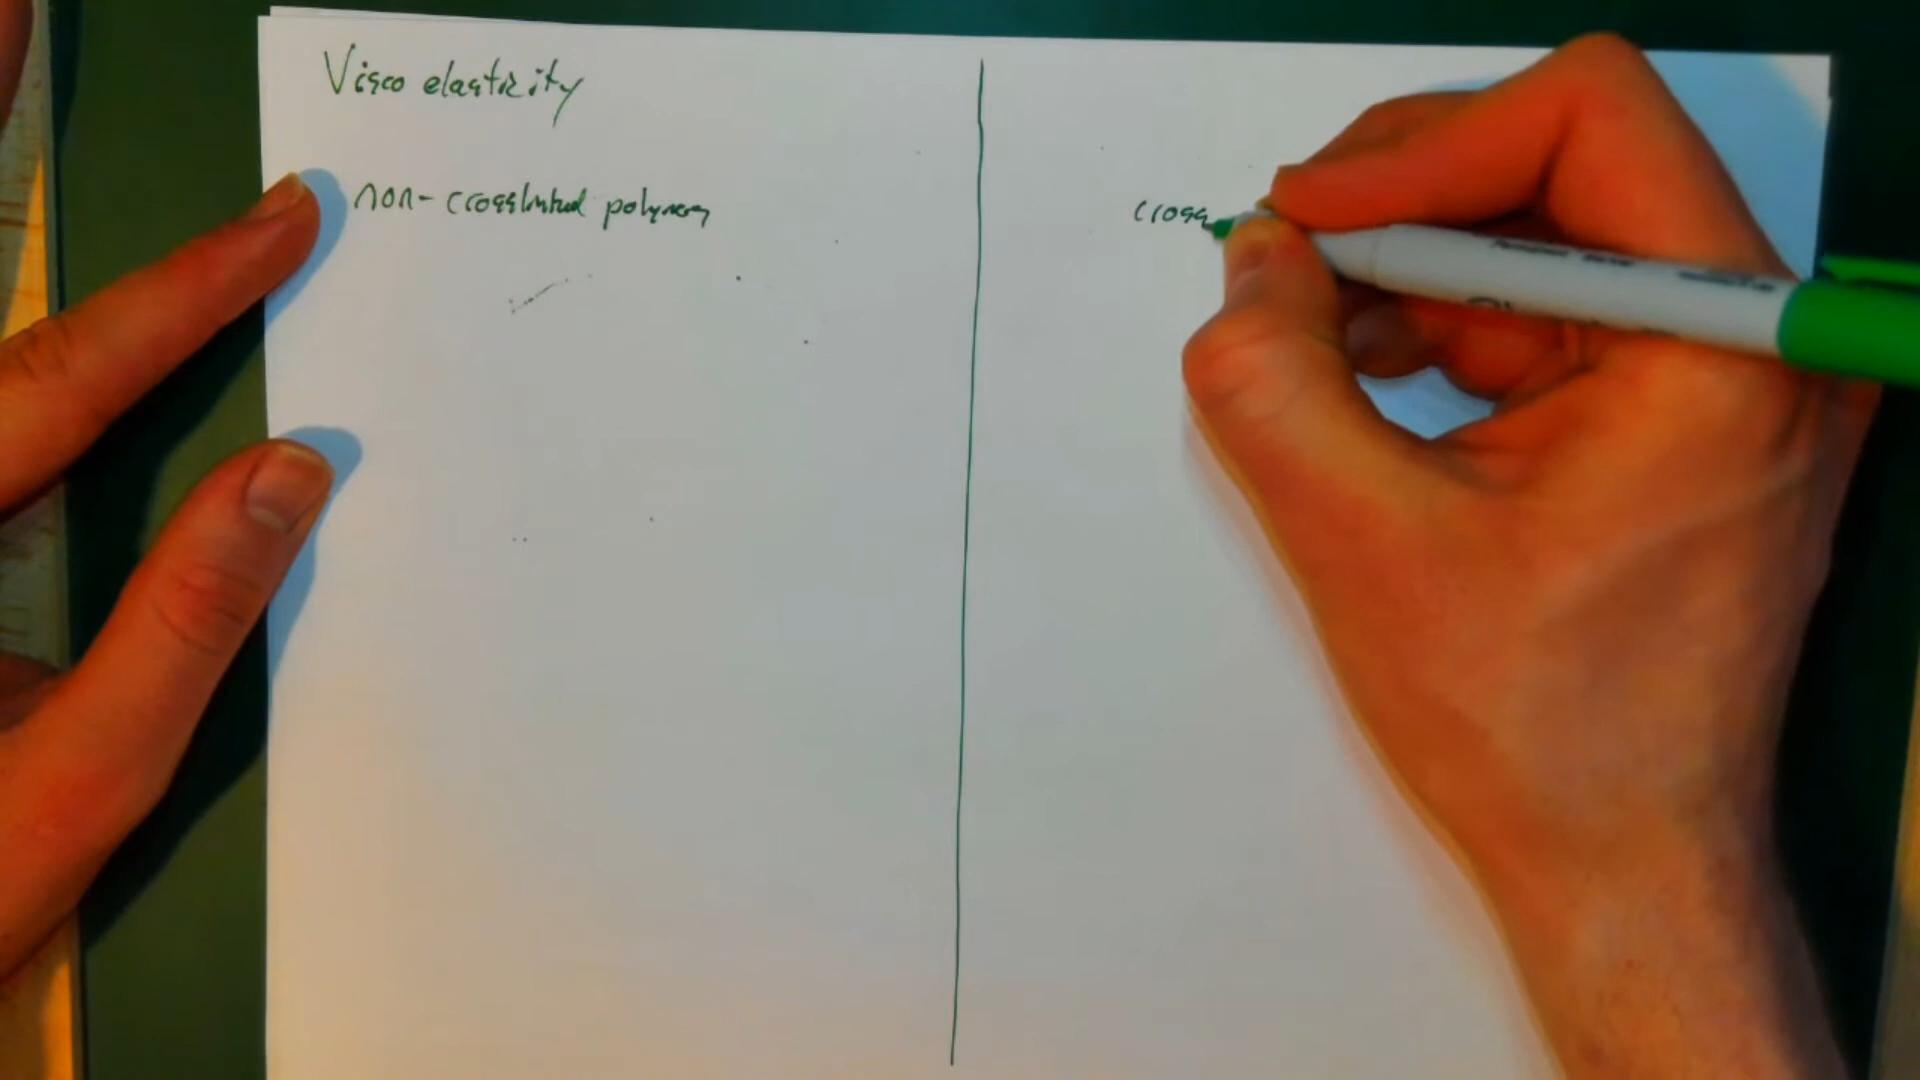 Visco elasticity
non-crosslinked polymers
cross